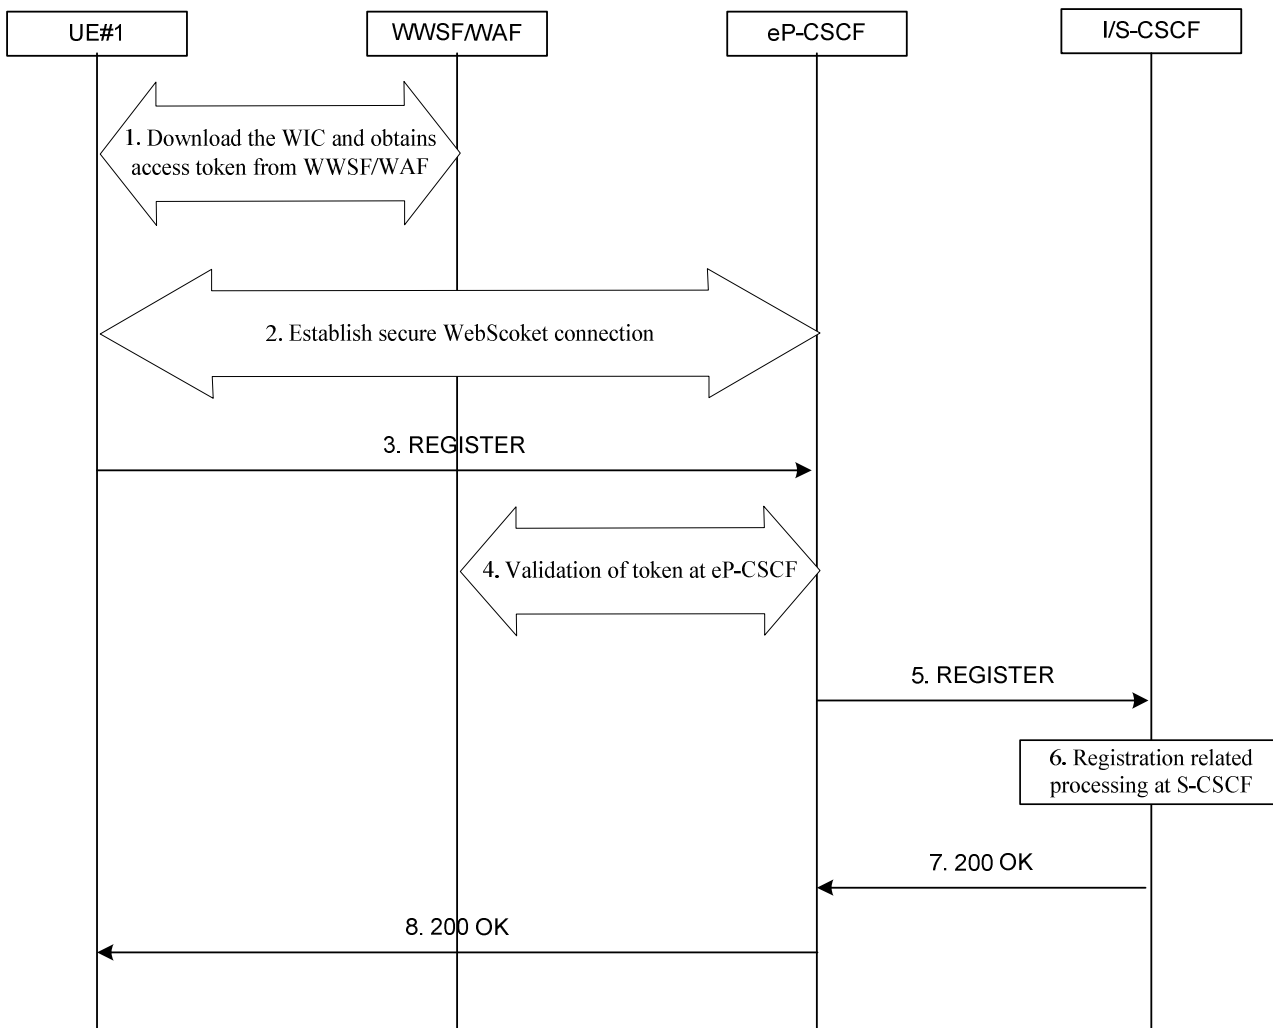 UE#1
WWSF/WAF
eP-CSCF
I/S-CSCF
1. Download the WIC and obtains
access token from WWSF/WAF
2. Establish secure WebScoket connection
3. REGISTER
4. Validation of token at eP-CSCF
5. REGISTER
6. Registration related
processing at S-CSCF
7. 200 OK
8. 200 OK